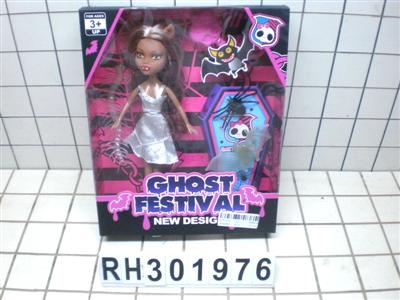 FOR AGES
3+
UP
GHOST
FESTIVAL
NEW DESIG
RH301976